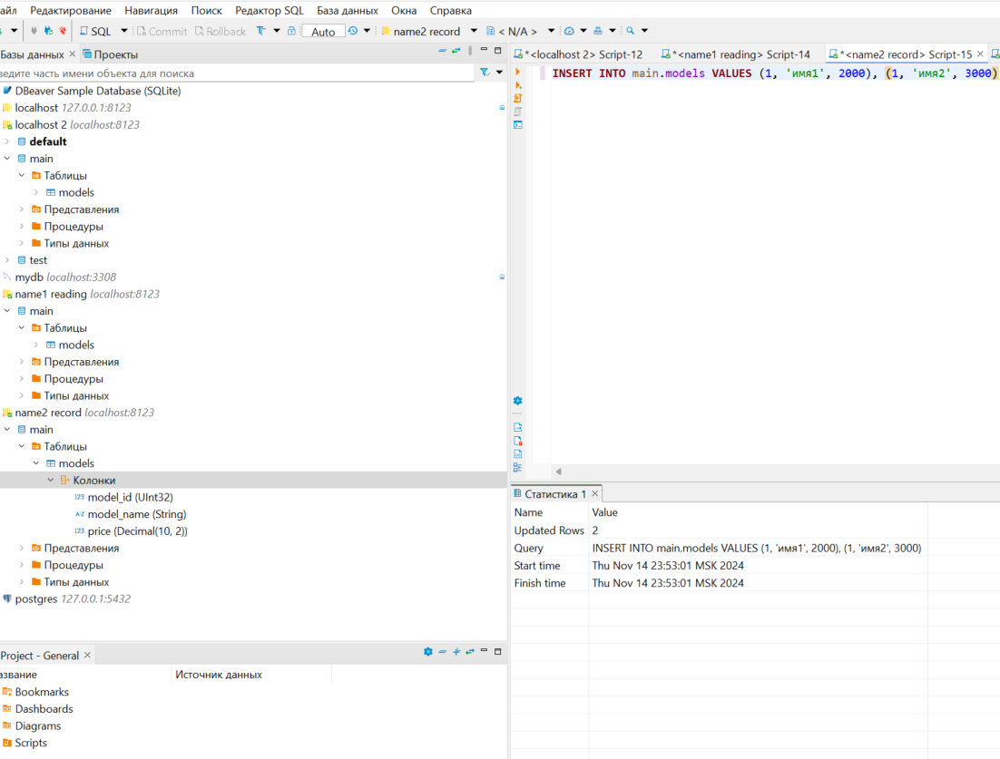 айл Редактирование Навигация Поиск Редактор SQL База данных Окна Справка
SQL Commit Rollback Auto name2 record < N/A >
Базы данных Проекты
ведите часть имени объекта для поиска
DBeaver Sample Database (SQLite)
localhost 127.0.0.1:8123
localhost 2 localhost:8123
default
main
Таблицы
models
Представления
Процедуры
Типы данных
test
mydb localhost:3308
name1 reading localhost:8123
main
Таблицы
models
Представления
Процедуры
Типы данных
name2 record localhost:8123
main
Таблицы
models
Колонки
123 model_id (UInt32)
A-Z model_name (String)
123 price (Decimal(10, 2))
Представления
Процедуры
Типы данных
postgres 127.0.0.1:5432
Project - General
азвание Источник данных
Bookmarks
Dashboards
Diagrams
Scripts
*<localhost 2> Script-12 *<name1 reading> Script-14 *<name2 record> Script-15
INSERT INTO main.models VALUES (1, 'имя1', 2000), (1, 'имя2', 3000)
Статистика 1
Name Value
Updated Rows 2
Query INSERT INTO main.models VALUES (1, 'имя1', 2000), (1, 'имя2', 3000)
Start time Thu Nov 14 23:53:01 MSK 2024
Finish time Thu Nov 14 23:53:01 MSK 2024